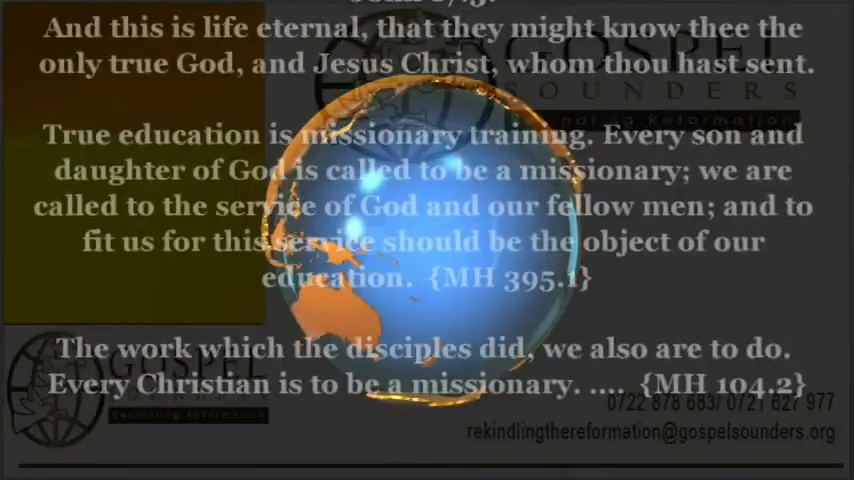 And this is life eternal, that they might know thee the
only true God, and Jesus Christ, whom thou hast sent.
GOSPEL
SOUNDERS
True education is missionary training. Every son and
daughter of God is called to be a missionary; we are
called to the service of God and our fellow men; and to
fit us for this service should be the object of our
education. {MH 395.1}
The work which the disciples did, we also are to do.
Every Christian is to be a missionary. .... {MH 104.2}
GOSPEL
SOUNDERS
0722 878 683/ 0721 627 977
rekindlingthereformation@gospelsounders.org